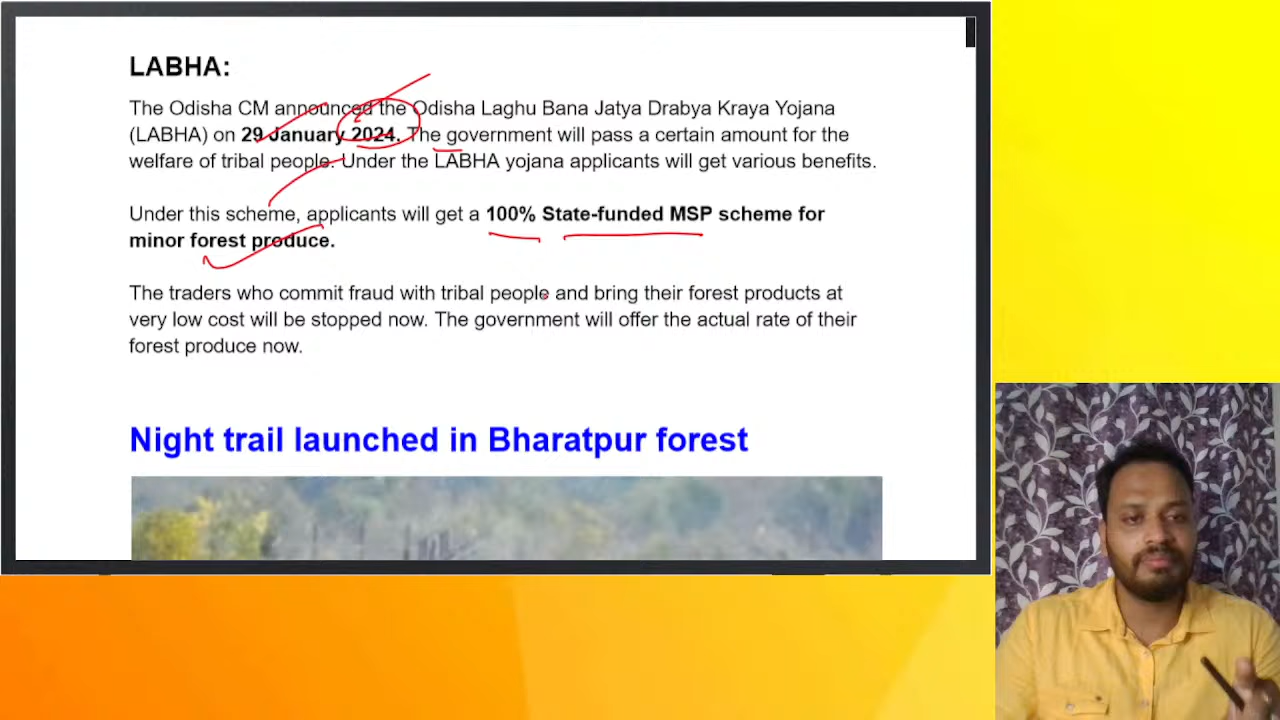 LABHA:
The Odisha CM announced the Odisha Laghu Bana Jatya Drabya Kraya Yojana
(LABHA) on 29 January 2024. The government will pass a certain amount for the
welfare of tribal people. Under the LABHA yojana applicants will get various benefits.
Under this scheme, applicants will get a 100% State-funded MSP scheme for
minor forest produce.
The traders who commit fraud with tribal people and bring their forest products at
very low cost will be stopped now. The government will offer the actual rate of their
forest produce now.
Night trail launched in Bharatpur forest